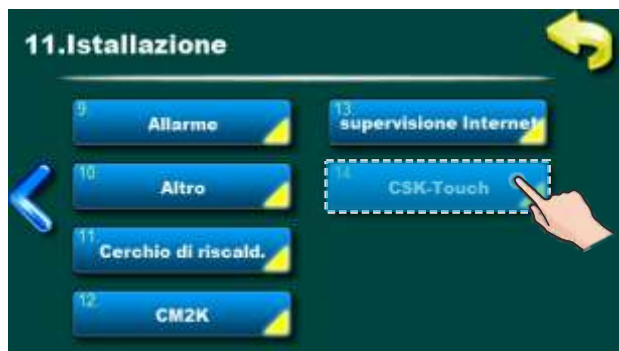 11.Istallazione
9
Allarme
10
Altro
11
Cerchio di riscald.
12
CM2K
13
supervisione Internet
14
CSK-Touch